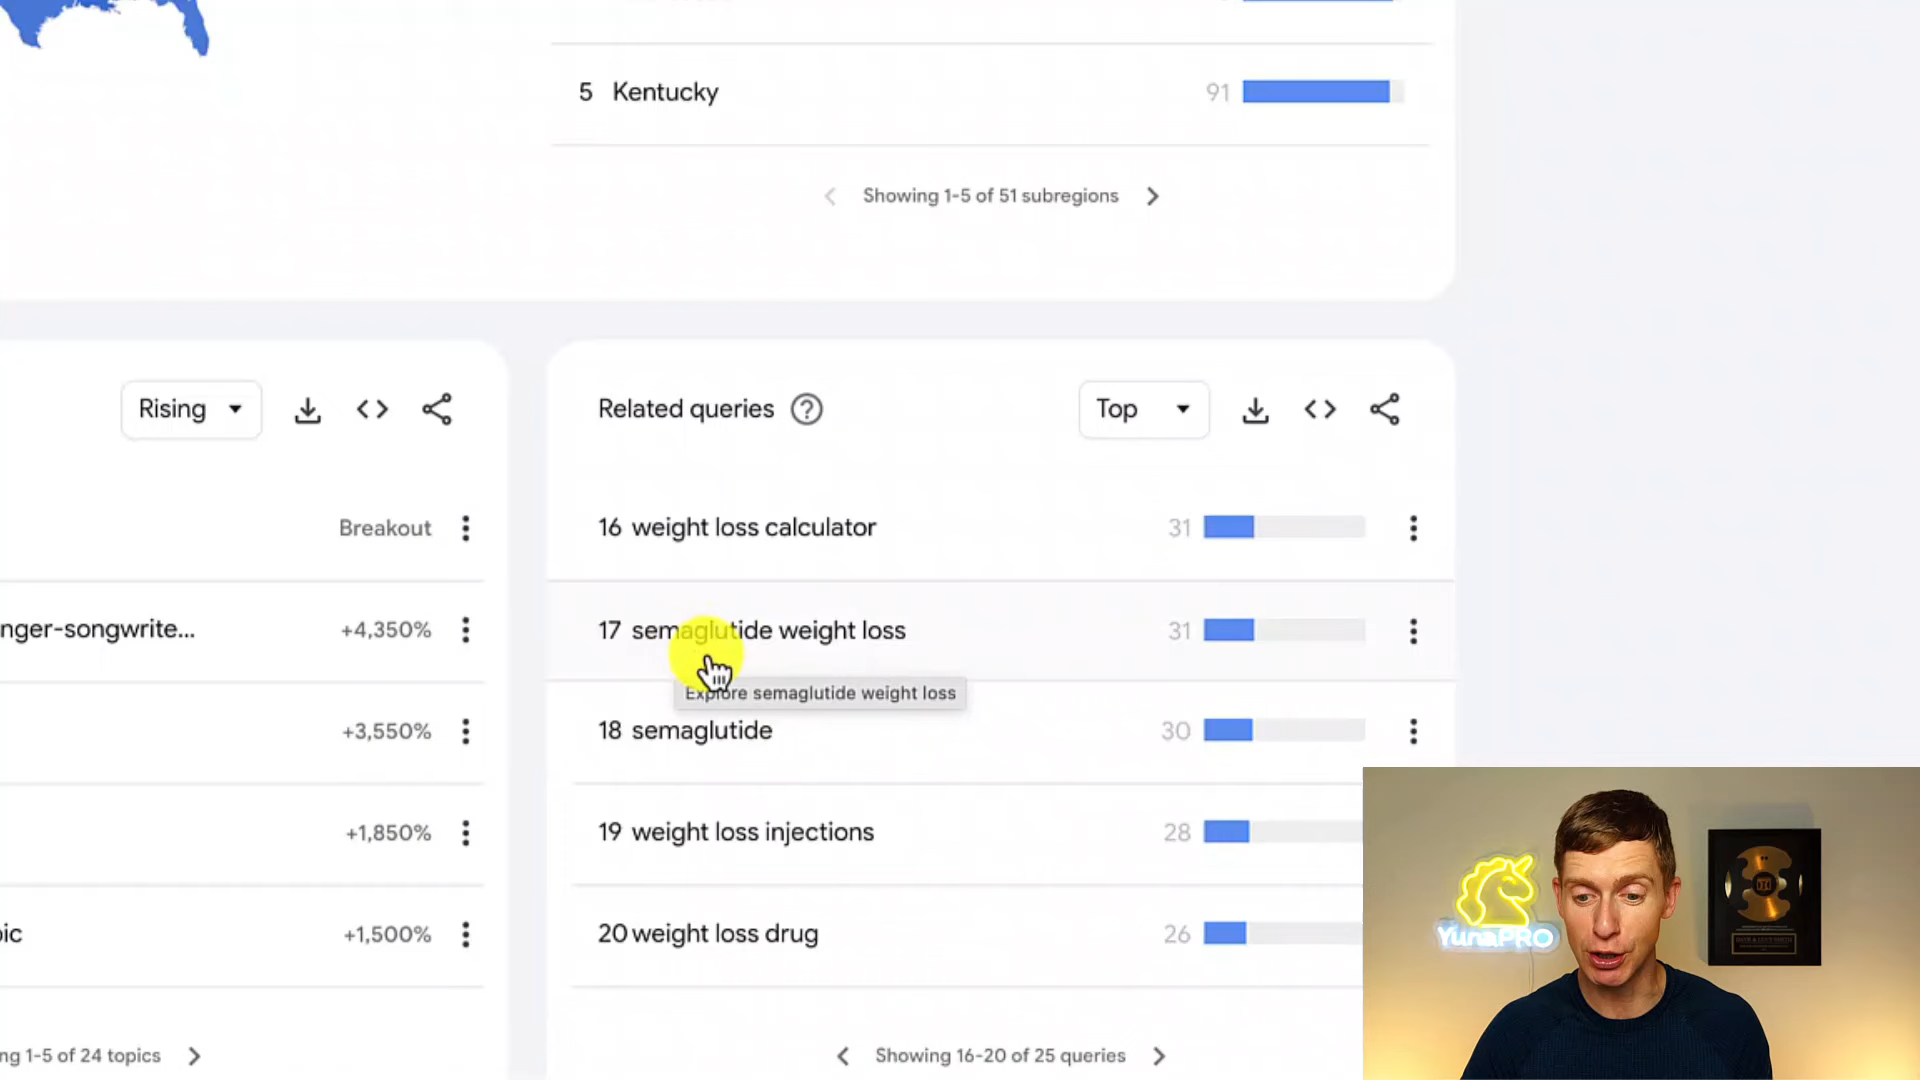 5 Kentucky 91
Showing 1-5 of 51 subregions
Rising
Breakout
nger-songwrite... +4,350%
+3,550%
+1,850%
ic +1,500%
ng 1-5 of 24 topics
Related queries Top
16 weight loss calculator 31
17 semaglutide weight loss 31
Explore semaglutide weight loss
18 semaglutide 30
19 weight loss injections 28
20 weight loss drug 26
Showing 16-20 of 25 queries
YunaPRO